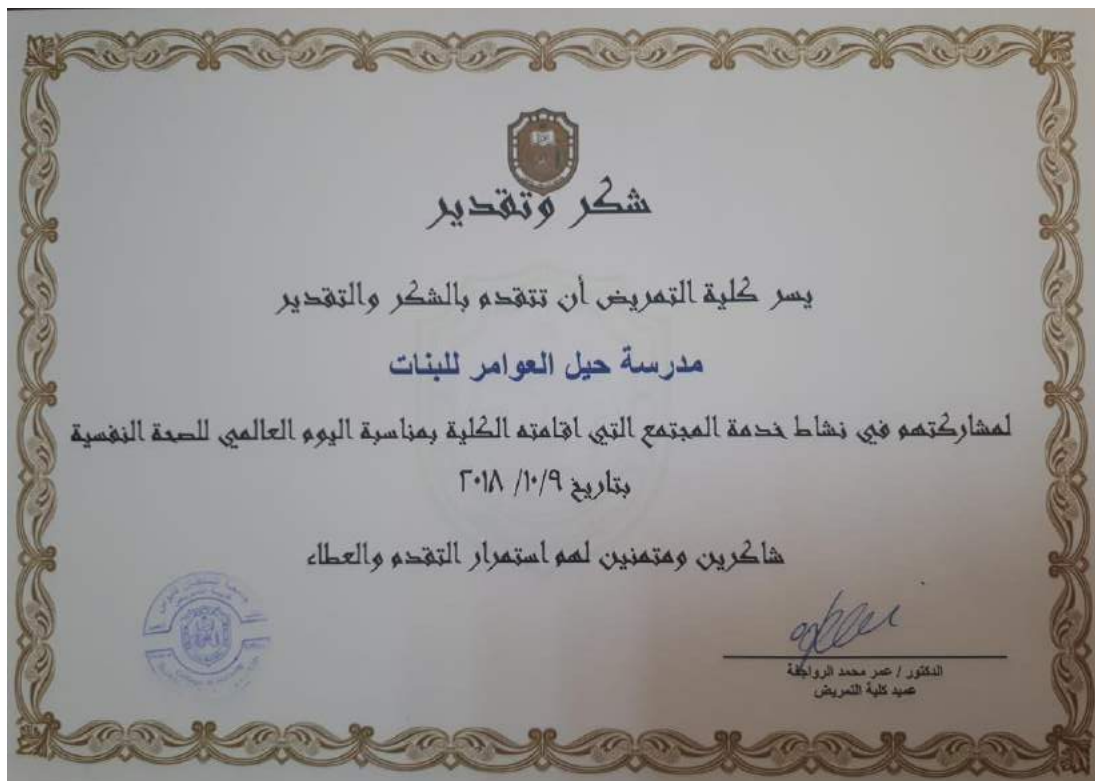 شكر وتقدير
يسر كلية التمريض أن تتقدم بالشكر والتقدير
مدرسة حيل العوامر للبنات
لمشاركتهم في نشاط خدمة المجتمع التي اقامته الكلية بمناسبة اليوم العالمي للصحة النفسية
بتاريخ ٢٠١٨ /١٠/٩
شاكرين ومتمنين لهم استمرار التقدم والعطاء
الدكتور / عمر محمد الرواجفة
عميد كلية التمريض